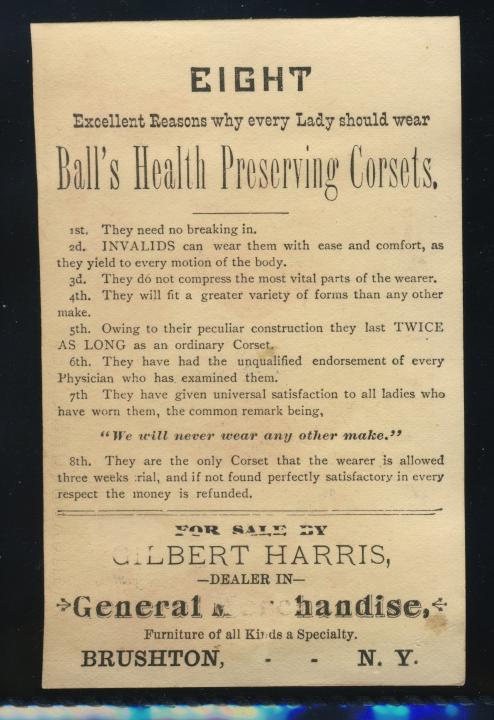 EIGHT
Excellent Reasons why every Lady should wear
Ball's Health Preserving Corsets.
1st. They need no breaking in.
2d. INVALIDS can wear them with ease and comfort, as
they yield to every motion of the body.
3d. They do not compress the most vital parts of the wearer.
4th. They will fit a greater variety of forms than any other
make.
5th. Owing to their peculiar construction they last TWICE
AS LONG as an ordinary Corset.
6th. They have had the unqualified endorsement of every
Physician who has examined them.
7th They have given universal satisfaction to all ladies who
have worn them, the common remark being,
"We will never wear any other make."
8th. They are the only Corset that the wearer is allowed
three weeks rial, and if not found perfectly satisfactory in every
respect the money is refunded.
FOR SALE BY
GILBERT HARRIS,
—DEALER IN—
General Merchandise,
Furniture of all Kinds a Specialty.
BRUSHTON, - - N. Y.